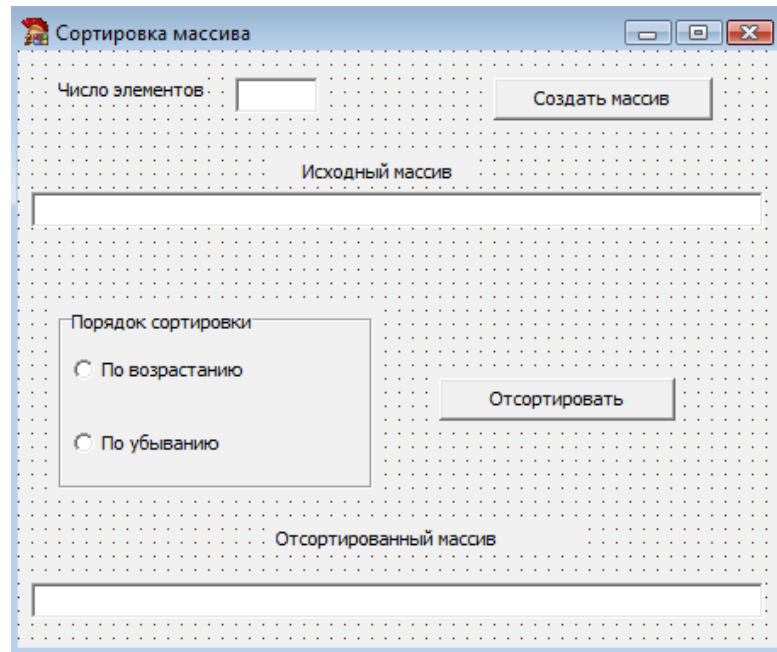 Сортировка массива
Число элементов
Создать массив
Исходный массив
Порядок сортировки
По возрастанию
Отсортировать
По убыванию
Отсортированный массив